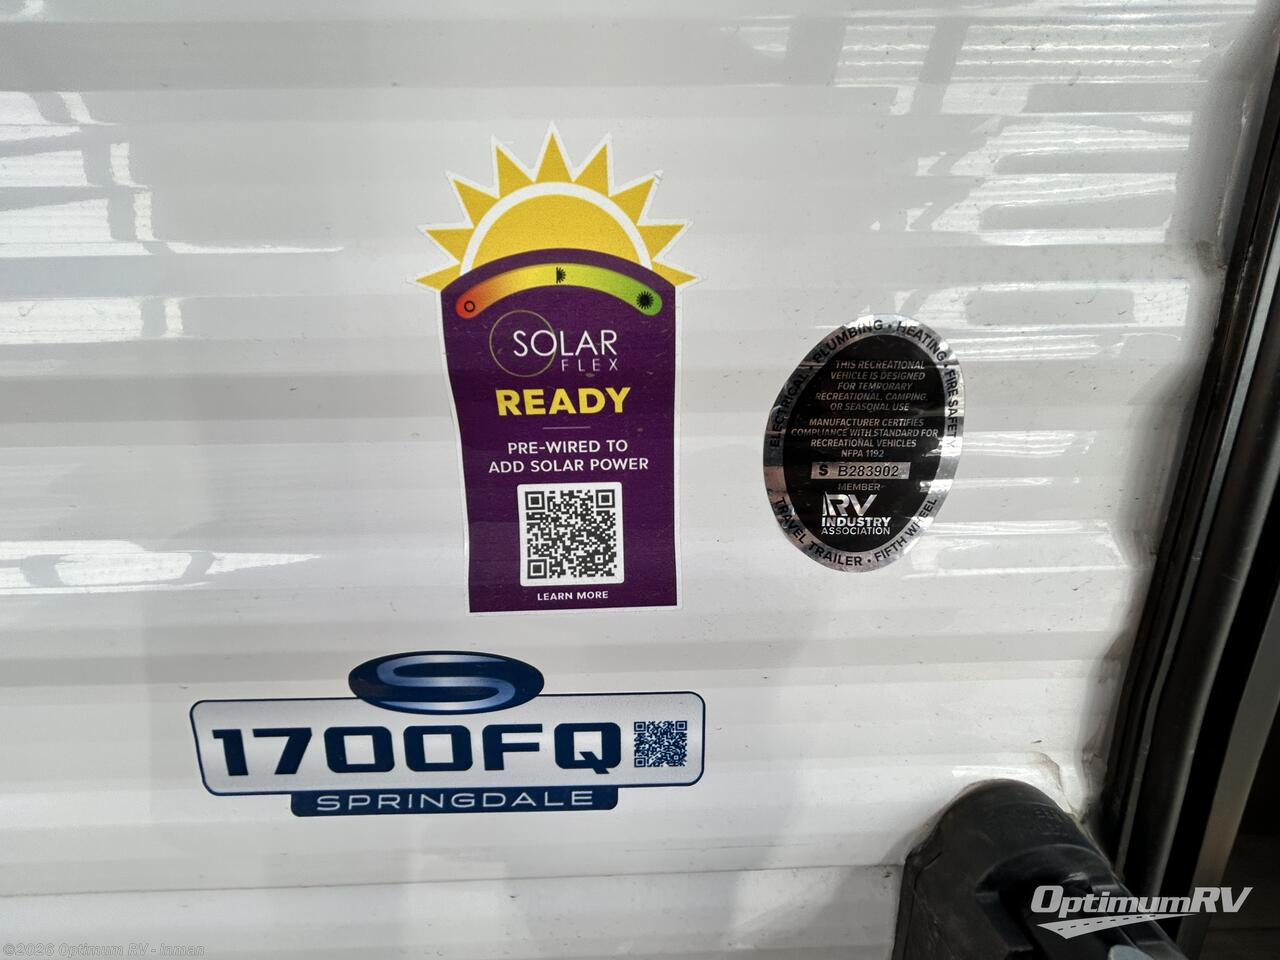 SOLAR
FLEX
READY
PRE-WIRED TO
ADD SOLAR POWER
LEARN MORE
ELECTRICAL • PLUMBING • HEATING • FIRE SAFETY
THIS RECREATIONAL
VEHICLE IS DESIGNED
FOR TEMPORARY
RECREATIONAL, CAMPING,
OR SEASONAL USE
MANUFACTURER CERTIFIES
COMPLIANCE WITH STANDARD FOR
RECREATIONAL VEHICLES
NFPA 1192
S B283902
MEMBER
RV
INDUSTRY
ASSOCIATION
TRAVEL TRAILER • FIFTH WHEEL
S
1700FQ
SPRINGDALE
OptimumRV
©2026 Optimum RV - Inman